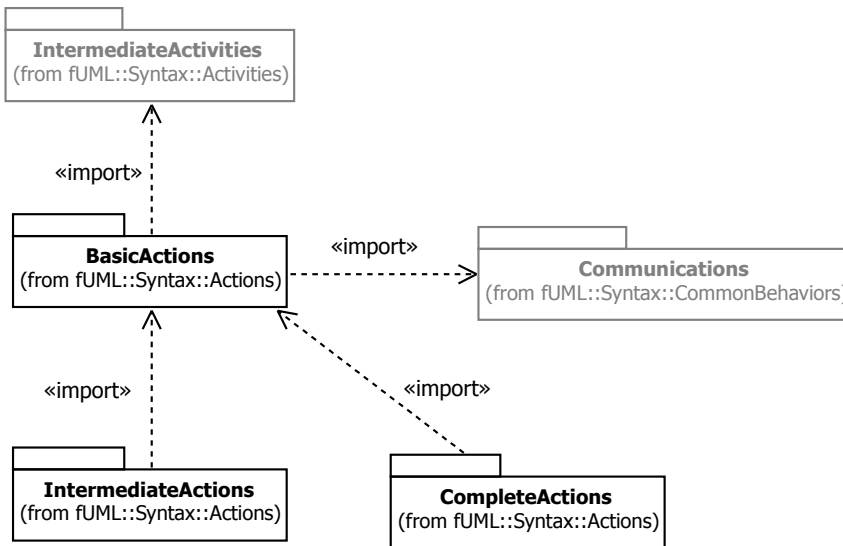 IntermediateActivities
(from fUML::Syntax::Activities)
«import»
BasicActions
(from fUML::Syntax::Actions)
«import»
Communications
(from fUML::Syntax::CommonBehaviors)
«import»
«import»
IntermediateActions
(from fUML::Syntax::Actions)
CompleteActions
(from fUML::Syntax::Actions)